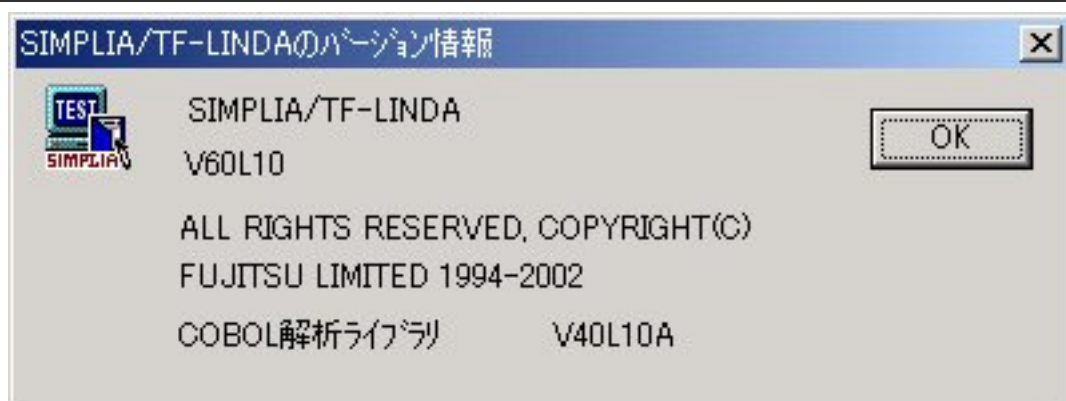 SIMPLIA/TF-LINDAのﾊﾞｰｼﾞｮﾝ情報
TEST
SIMPLIA
SIMPLIA/TF-LINDA
V60L10
OK
ALL RIGHTS RESERVED, COPYRIGHT(C)
FUJITSU LIMITED 1994-2002
COBOL解析ﾗｲﾌﾞﾗﾘ V40L10A